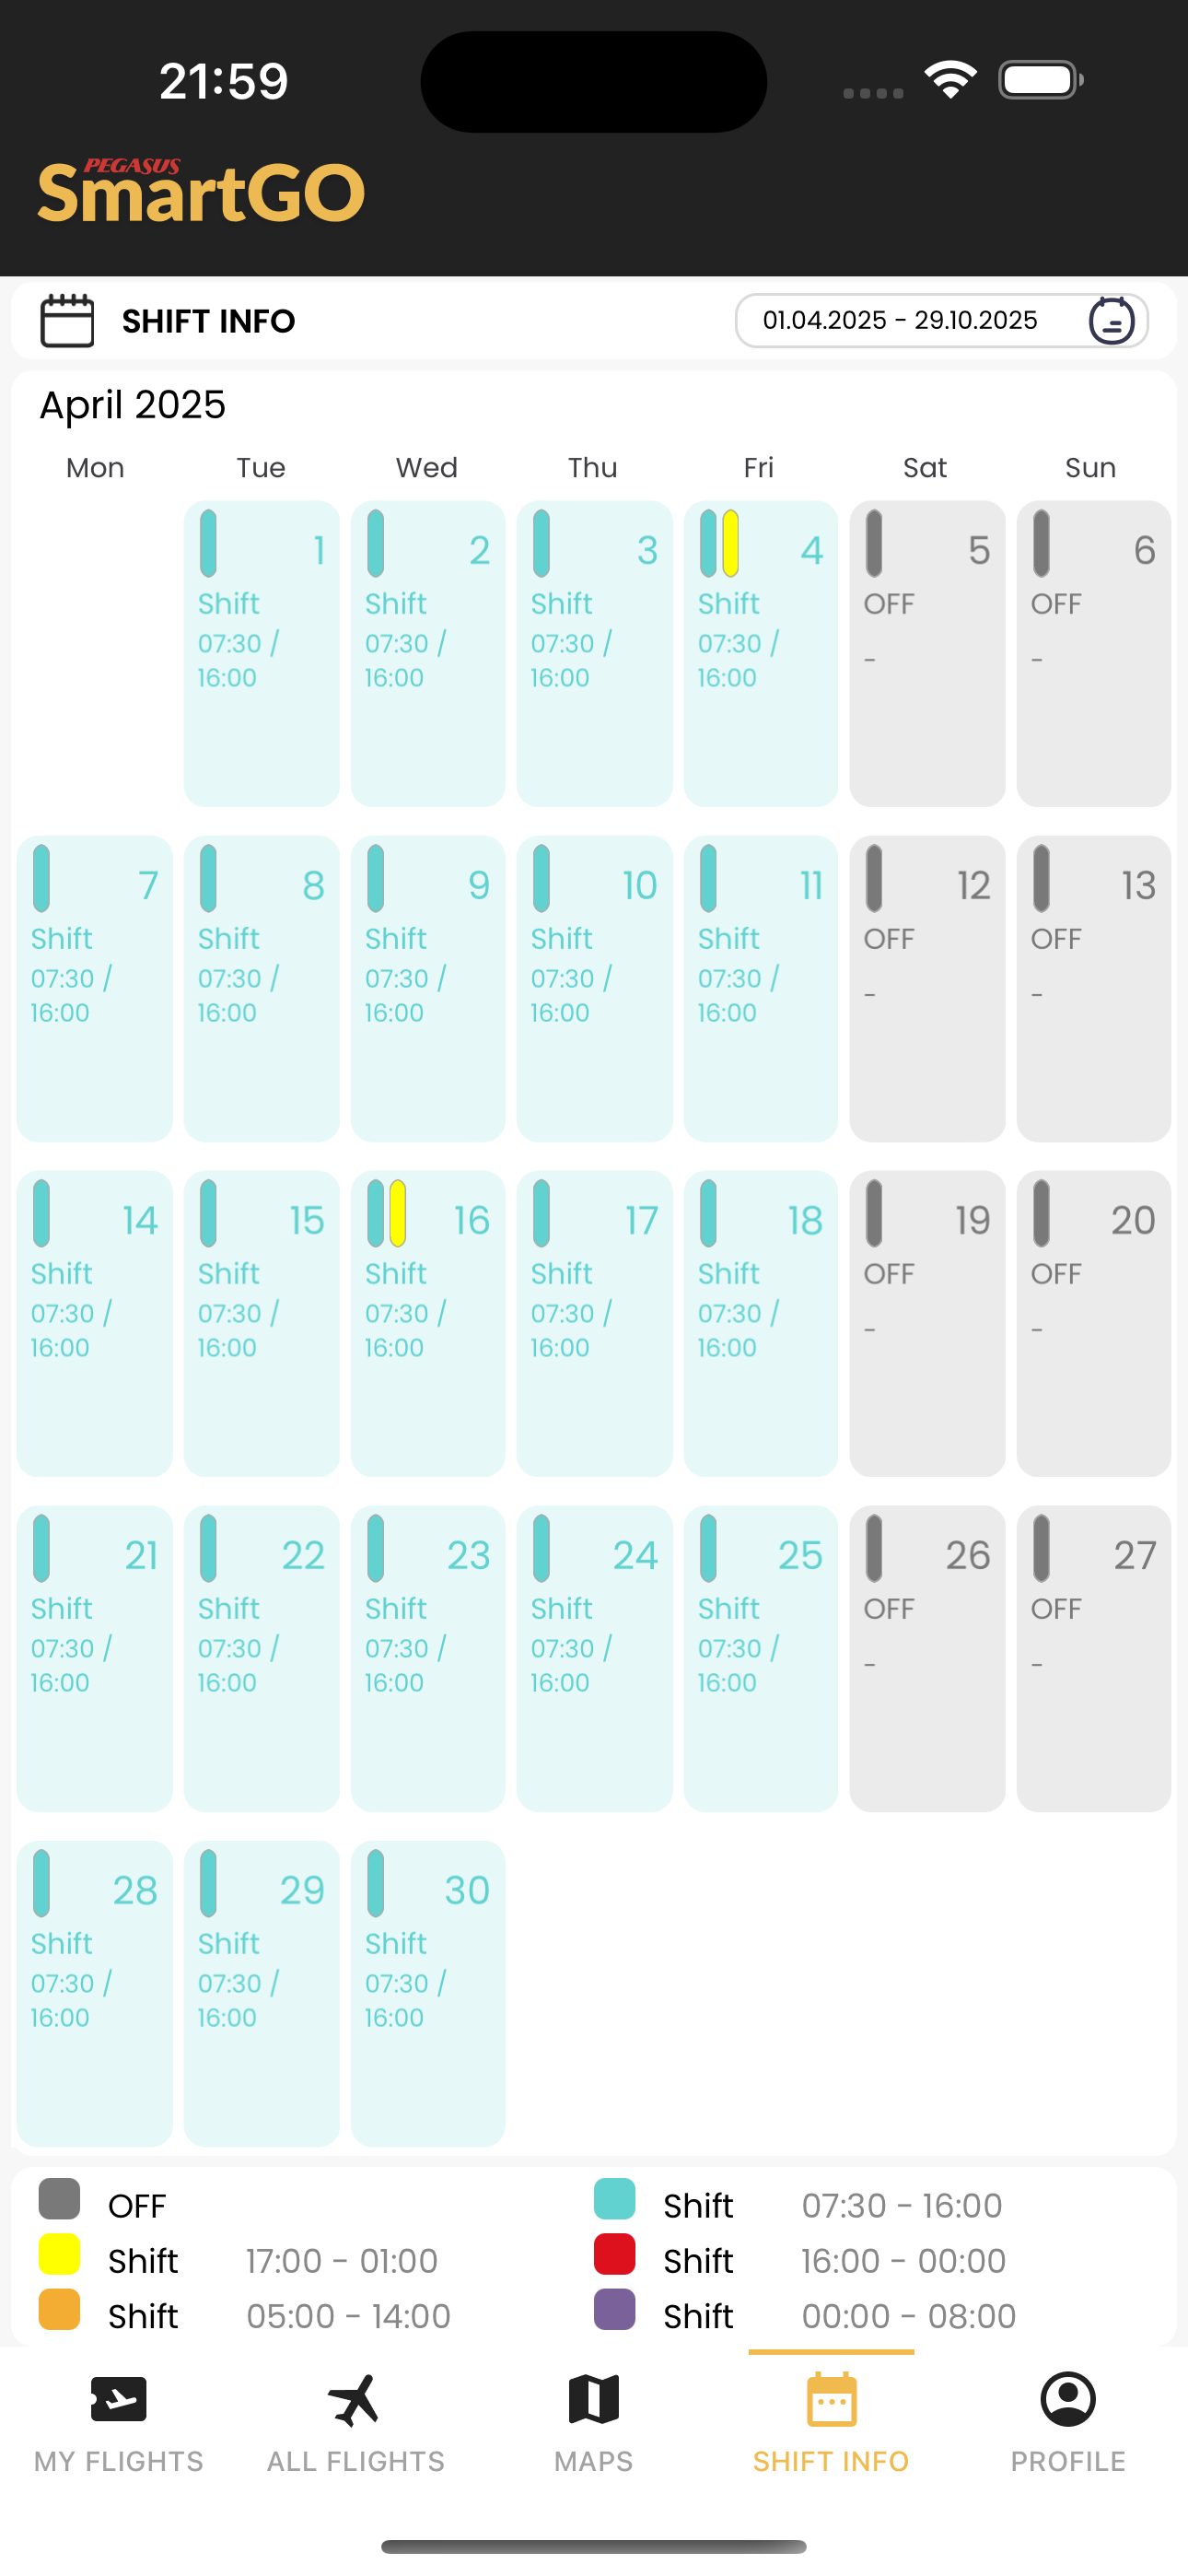 21:59
PEGASUS
SmartGO
SHIFT INFO 01.04.2025 - 29.10.2025
April 2025
Mon Tue Wed Thu Fri Sat Sun
1 2 3 4 5 6
Shift Shift Shift Shift OFF OFF
07:30 / 07:30 / 07:30 / 07:30 / - -
16:00 16:00 16:00 16:00
7 8 9 10 11 12 13
Shift Shift Shift Shift Shift OFF OFF
07:30 / 07:30 / 07:30 / 07:30 / 07:30 / - -
16:00 16:00 16:00 16:00 16:00
14 15 16 17 18 19 20
Shift Shift Shift Shift Shift OFF OFF
07:30 / 07:30 / 07:30 / 07:30 / 07:30 / - -
16:00 16:00 16:00 16:00 16:00
21 22 23 24 25 26 27
Shift Shift Shift Shift Shift OFF OFF
07:30 / 07:30 / 07:30 / 07:30 / 07:30 / - -
16:00 16:00 16:00 16:00 16:00
28 29 30
Shift Shift Shift
07:30 / 07:30 / 07:30 /
16:00 16:00 16:00
OFF Shift 07:30 - 16:00
Shift 17:00 - 01:00 Shift 16:00 - 00:00
Shift 05:00 - 14:00 Shift 00:00 - 08:00
MY FLIGHTS ALL FLIGHTS MAPS SHIFT INFO PROFILE